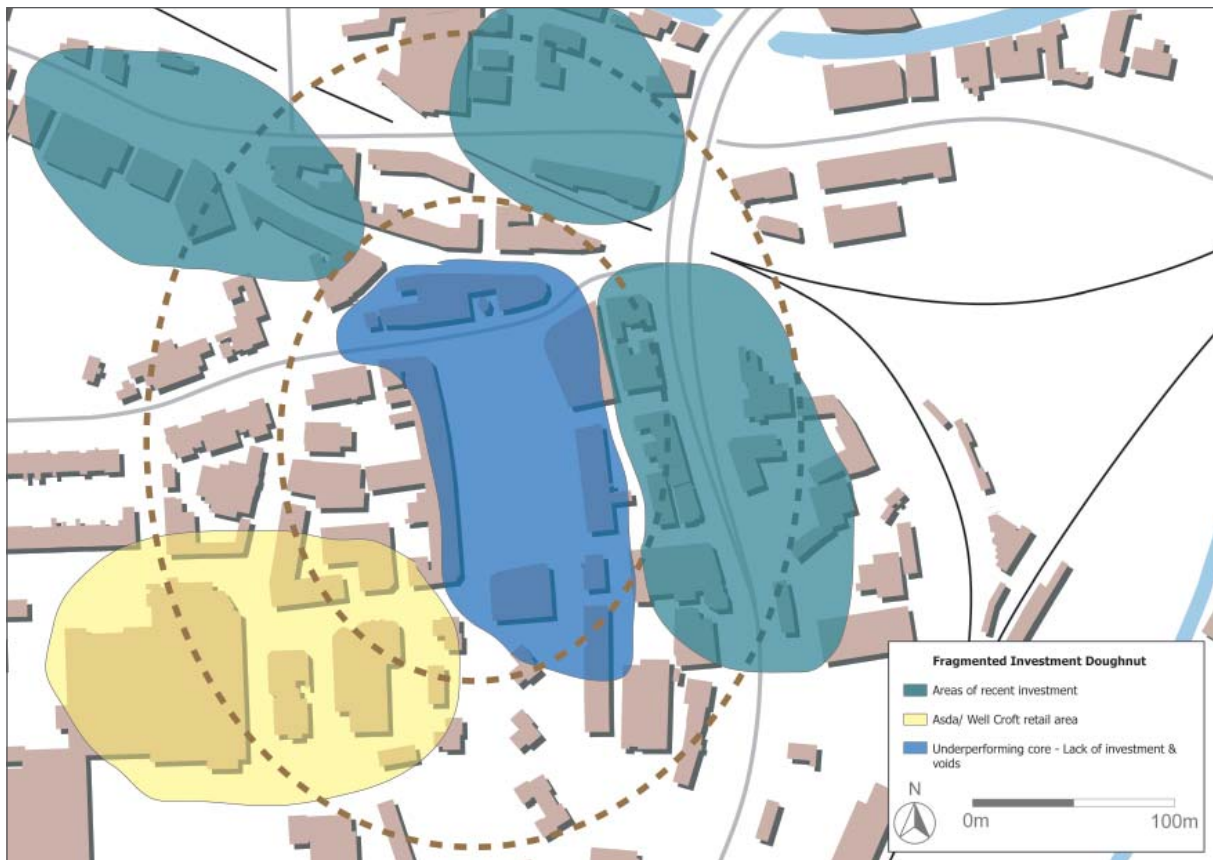 Fragmented Investment Doughnut
Areas of recent investment
Asda/ Well Croft retail area
Underperforming core - Lack of investment &
voids
N
0m 100m